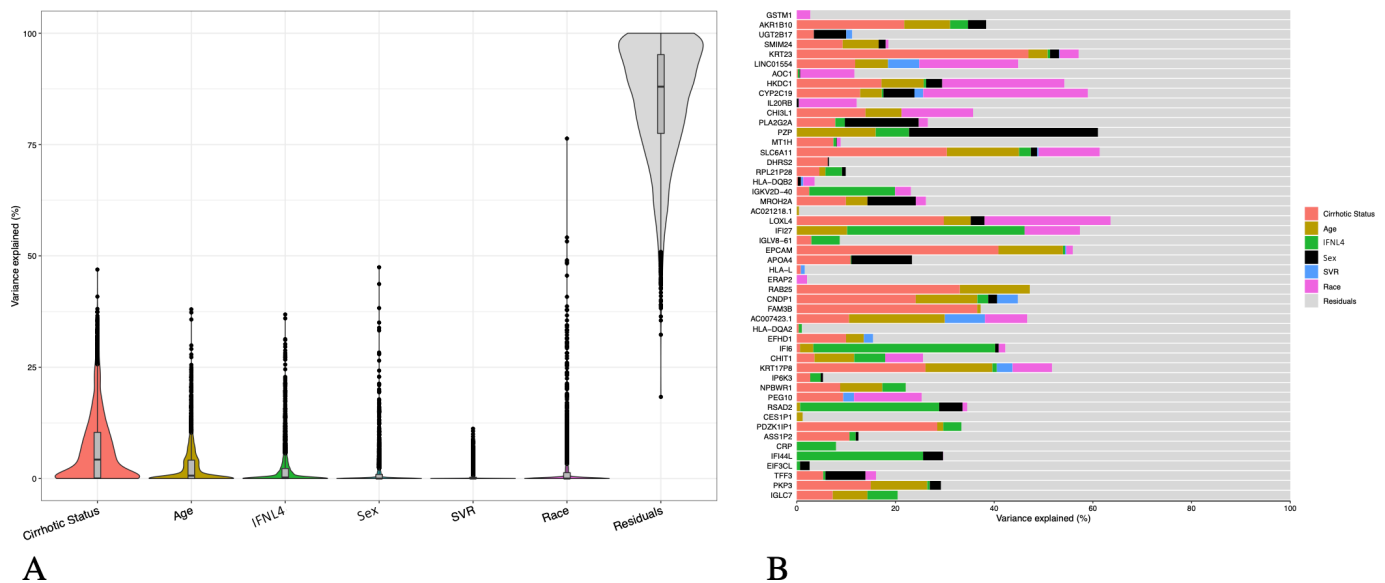 100
75
50
25
0
Variance explained (%)
Cirrhotic Status
Age
IFNL4
Sex
SVR
Race
Residuals
A
GSTM1
AKR1B10
UGT2B17
SMIM24
KRT23
LINC01554
AOC1
HKDC1
CYP2C19
IL20RB
CHI3L1
PLA2G2A
PZP
MT1H
SLC6A11
DHRS2
RPL21P28
HLA-DQB2
IGKV2D-40
MROH2A
AC021218.1
LOXL4
IFI27
IGLV8-61
EPCAM
APOA4
HLA-L
ERAP2
RAB25
CNDP1
FAM3B
AC007423.1
HLA-DQA2
EFHD1
IFI6
CHIT1
KRT17P8
IP6K3
NPBWR1
PEG10
RSAD2
CES1P1
PDZK1IP1
ASS1P2
CRP
IFI44L
EIF3CL
TFF3
PKP3
IGLC7
0
20
40
60
80
100
Variance explained (%)
Cirrhotic Status
Age
IFNL4
Sex
SVR
Race
Residuals
B